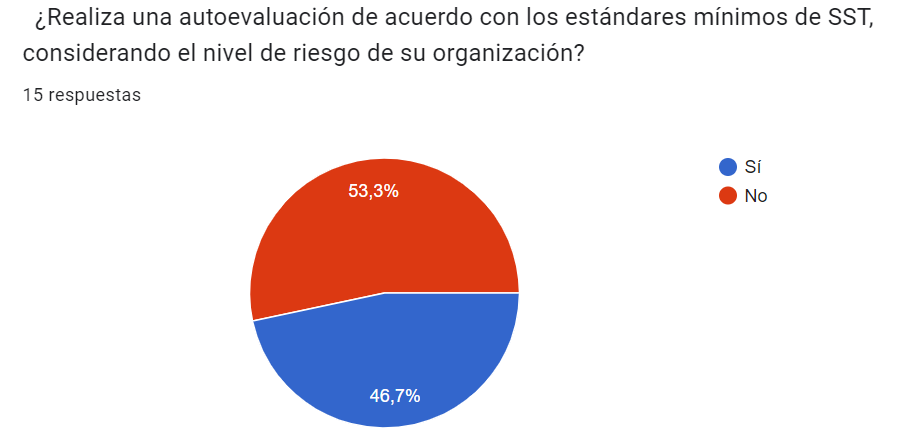 ¿Realiza una autoevaluación de acuerdo con los estándares mínimos de SST,
considerando el nivel de riesgo de su organización?
15 respuestas
Sí
No
53,3%
46,7%